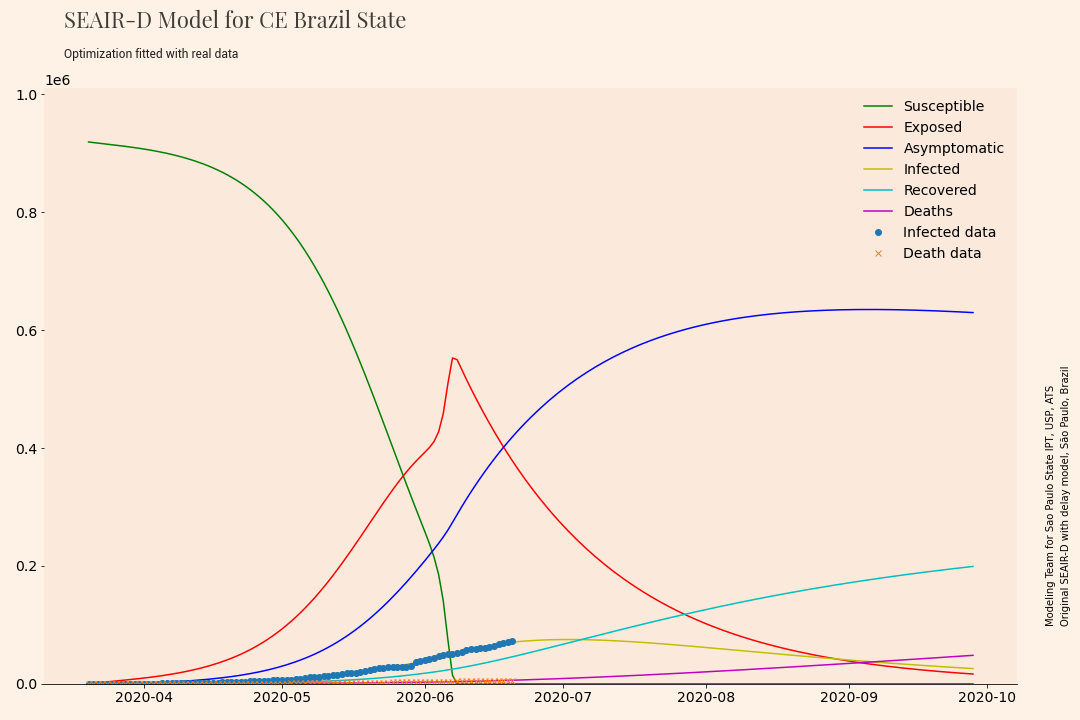 SEAIR-D Model for CE Brazil State
Optimization fitted with real data
1e6
1.0
0.8
0.6
0.4
0.2
0.0
2020-04
2020-05
2020-06
2020-07
2020-08
2020-09
2020-10
Susceptible
Exposed
Asymptomatic
Infected
Recovered
Deaths
Infected data
Death data
Modeling Team for Sao Paulo State IPT, USP, ATS
Original SEAIR-D with delay model, São Paulo, Brazil